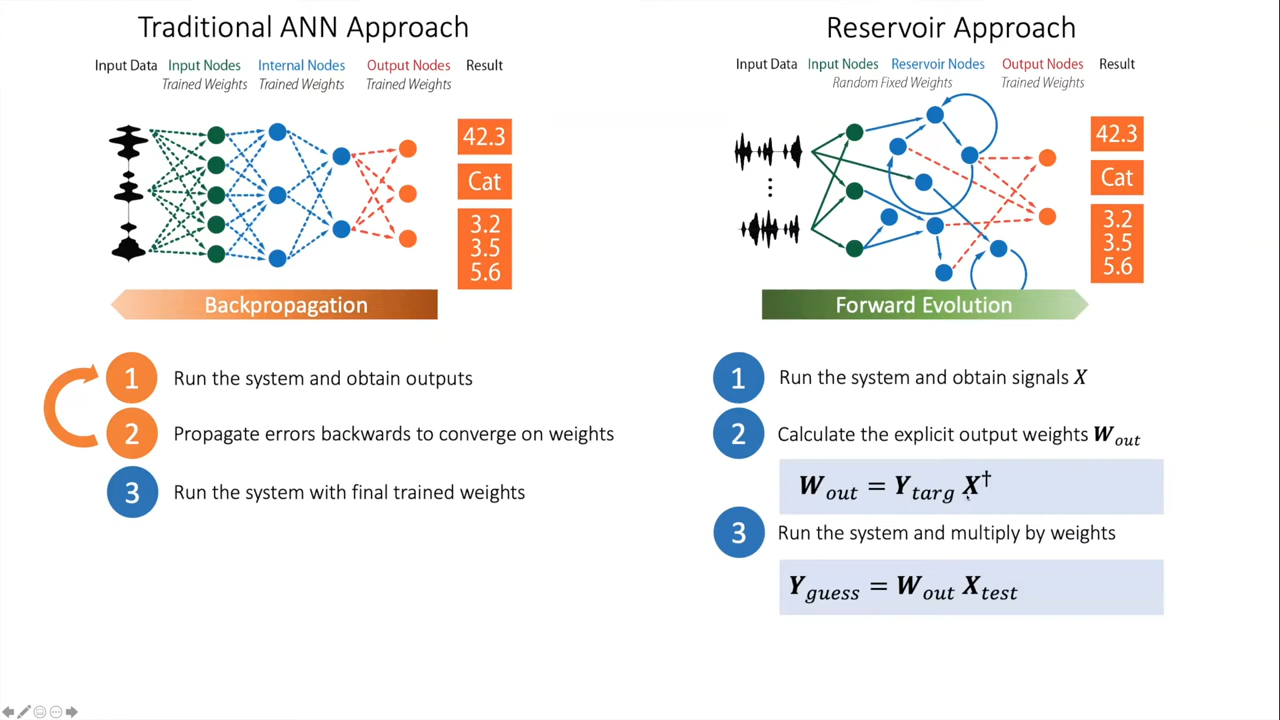 Traditional ANN Approach
Input Data Input Nodes Internal Nodes Output Nodes Result
Trained Weights Trained Weights Trained Weights
42.3
Cat
3.2
3.5
5.6
Backpropagation
1 Run the system and obtain outputs
2 Propagate errors backwards to converge on weights
3 Run the system with final trained weights
Reservoir Approach
Input Data Input Nodes Reservoir Nodes Output Nodes Result
Random Fixed Weights Trained Weights
42.3
Cat
3.2
3.5
5.6
Forward Evolution
1 Run the system and obtain signals X
2 Calculate the explicit output weights W_out
W_out = Y_targ X†
3 Run the system and multiply by weights
Y_guess = W_out X_test